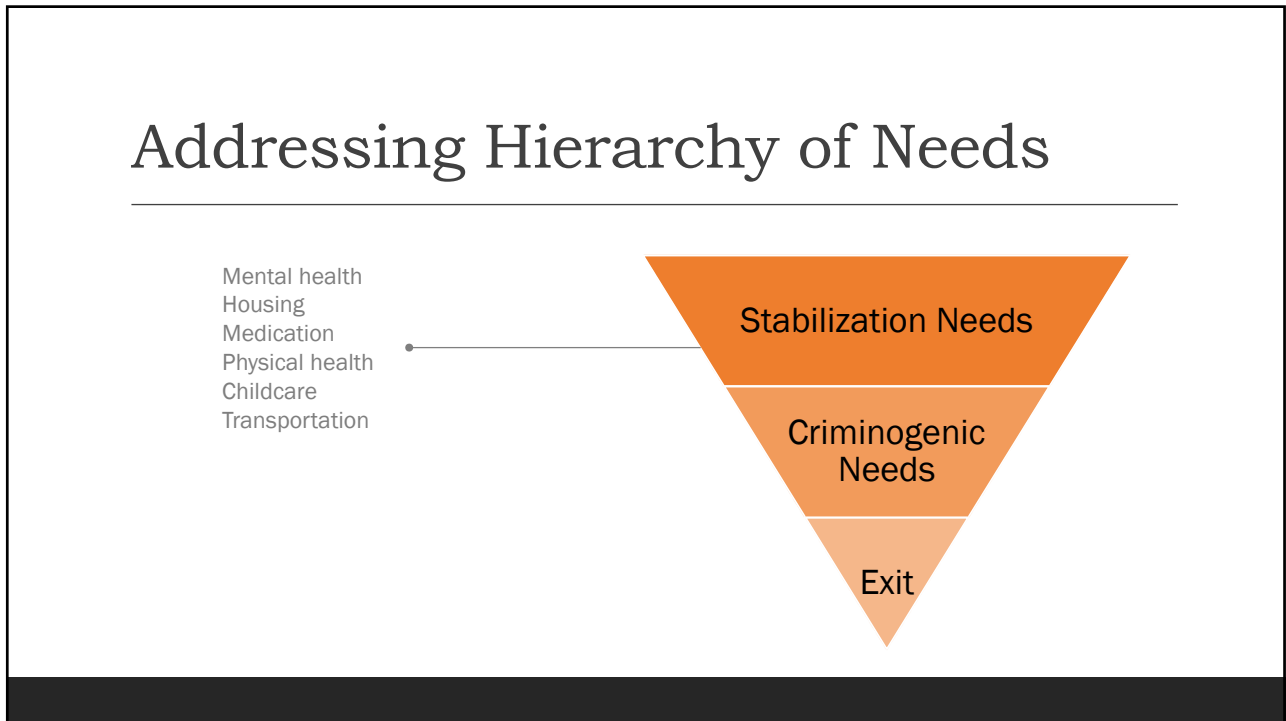 Addressing Hierarchy of Needs
Mental health
Housing
Medication
Physical health
Childcare
Transportation
Stabilization Needs
Criminogenic
Needs
Exit